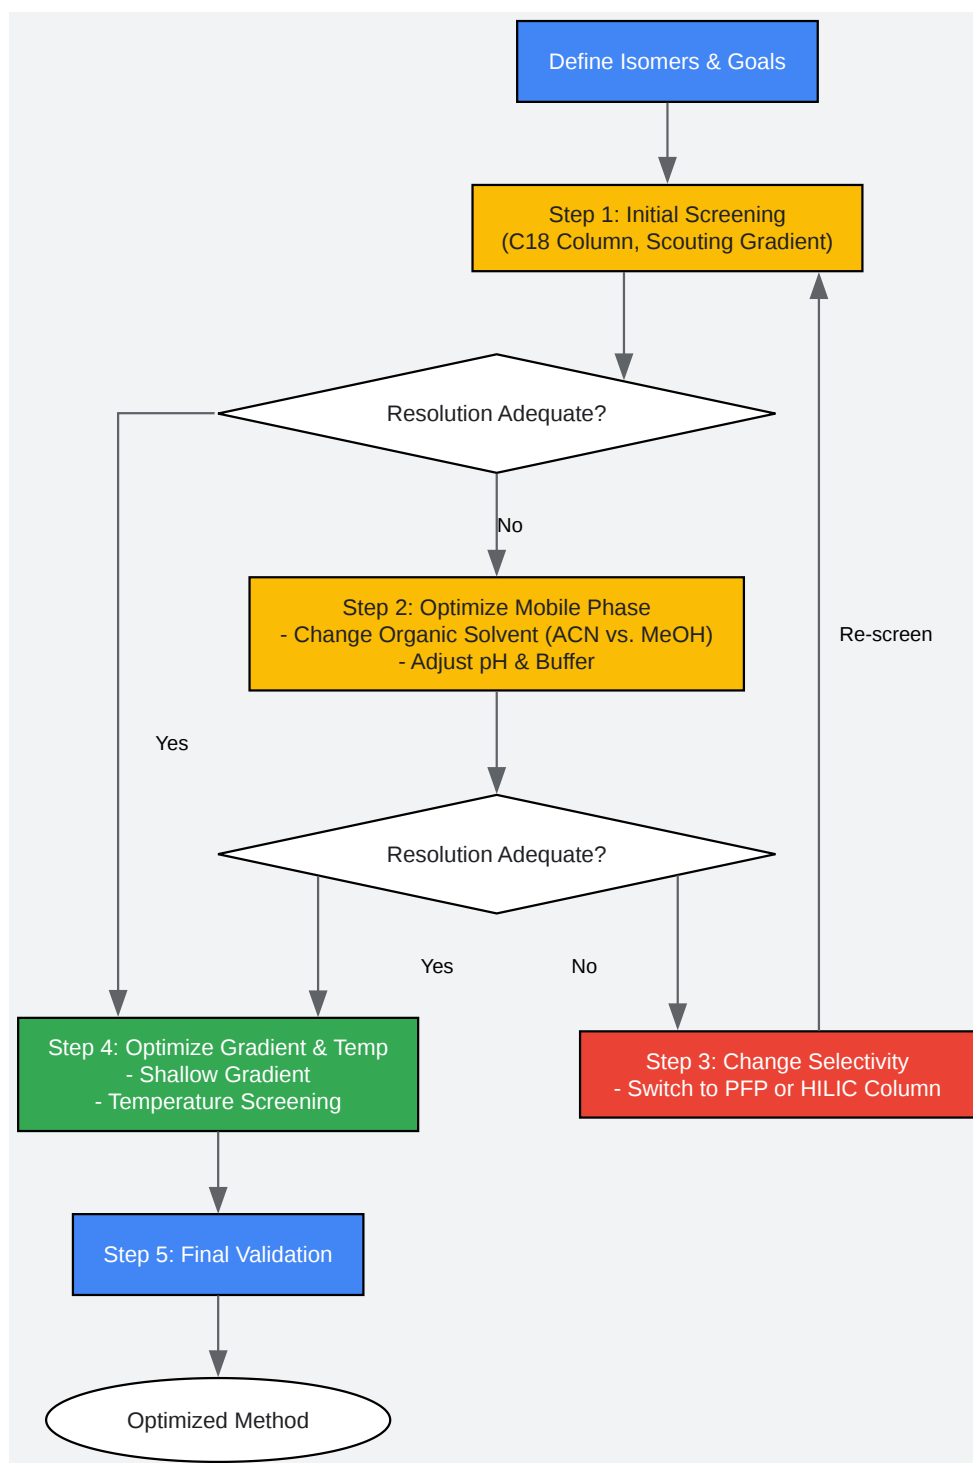 Define Isomers & Goals
Step 1: Initial Screening
(C18 Column, Scouting Gradient)
Resolution Adequate?
No
Step 2: Optimize Mobile Phase
- Change Organic Solvent (ACN vs. MeOH)
- Adjust pH & Buffer
Re-screen
Yes
Resolution Adequate?
Yes
No
Step 4: Optimize Gradient & Temp
- Shallow Gradient
- Temperature Screening
Step 3: Change Selectivity
- Switch to PFP or HILIC Column
Step 5: Final Validation
Optimized Method